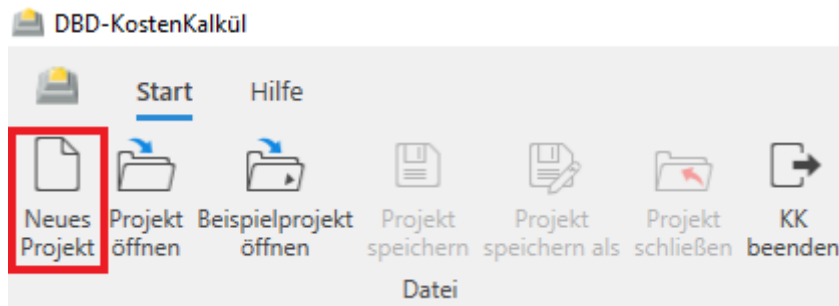 DBD-KostenKalkül
Start Hilfe
Neues Projekt Beispielprojekt Projekt Projekt Projekt KK
Projekt öffnen öffnen speichern speichern als schließen beenden
Datei